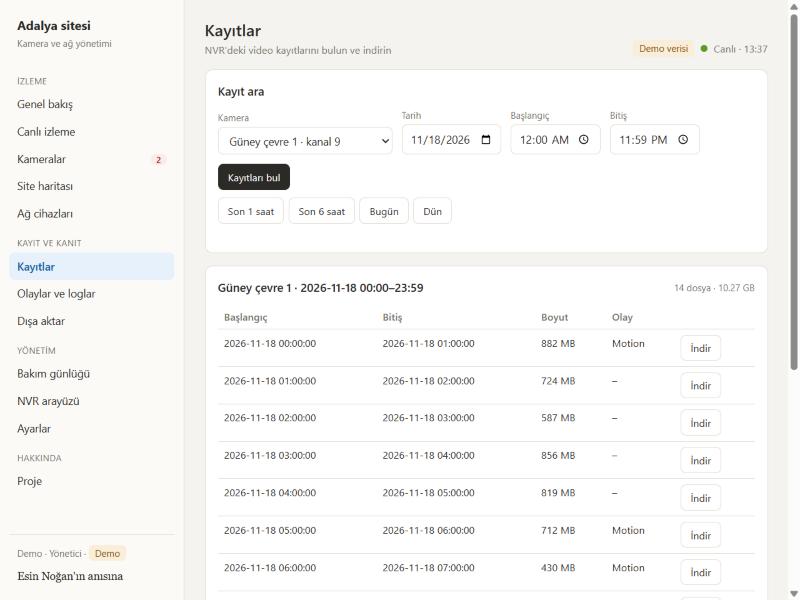 Adalya sitesi
Kamera ve ağ yönetimi
İZLEME
Genel bakış
Canlı izleme
Kameralar 2
Site haritası
Ağ cihazları
KAYIT VE KANIT
Kayıtlar
Olaylar ve loglar
Dışa aktar
YÖNETİM
Bakım günlüğü
NVR arayüzü
Ayarlar
HAKKINDA
Proje
Demo · Yönetici · Demo
Esin Noğan'ın anısına
Kayıtlar
NVR'deki video kayıtlarını bulun ve indirin
Demo verisi Canlı · 13:37
Kayıt ara
Kamera Tarih Başlangıç Bitiş
Güney çevre 1 · kanal 9 11/18/2026 12:00 AM 11:59 PM
Kayıtları bul
Son 1 saat Son 6 saat Bugün Dün
Güney çevre 1 · 2026-11-18 00:00–23:59 14 dosya · 10.27 GB
Başlangıç Bitiş Boyut Olay
2026-11-18 00:00:00 2026-11-18 01:00:00 882 MB Motion İndir
2026-11-18 01:00:00 2026-11-18 02:00:00 724 MB – İndir
2026-11-18 02:00:00 2026-11-18 03:00:00 587 MB – İndir
2026-11-18 03:00:00 2026-11-18 04:00:00 856 MB – İndir
2026-11-18 04:00:00 2026-11-18 05:00:00 819 MB – İndir
2026-11-18 05:00:00 2026-11-18 06:00:00 712 MB Motion İndir
2026-11-18 06:00:00 2026-11-18 07:00:00 430 MB Motion İndir